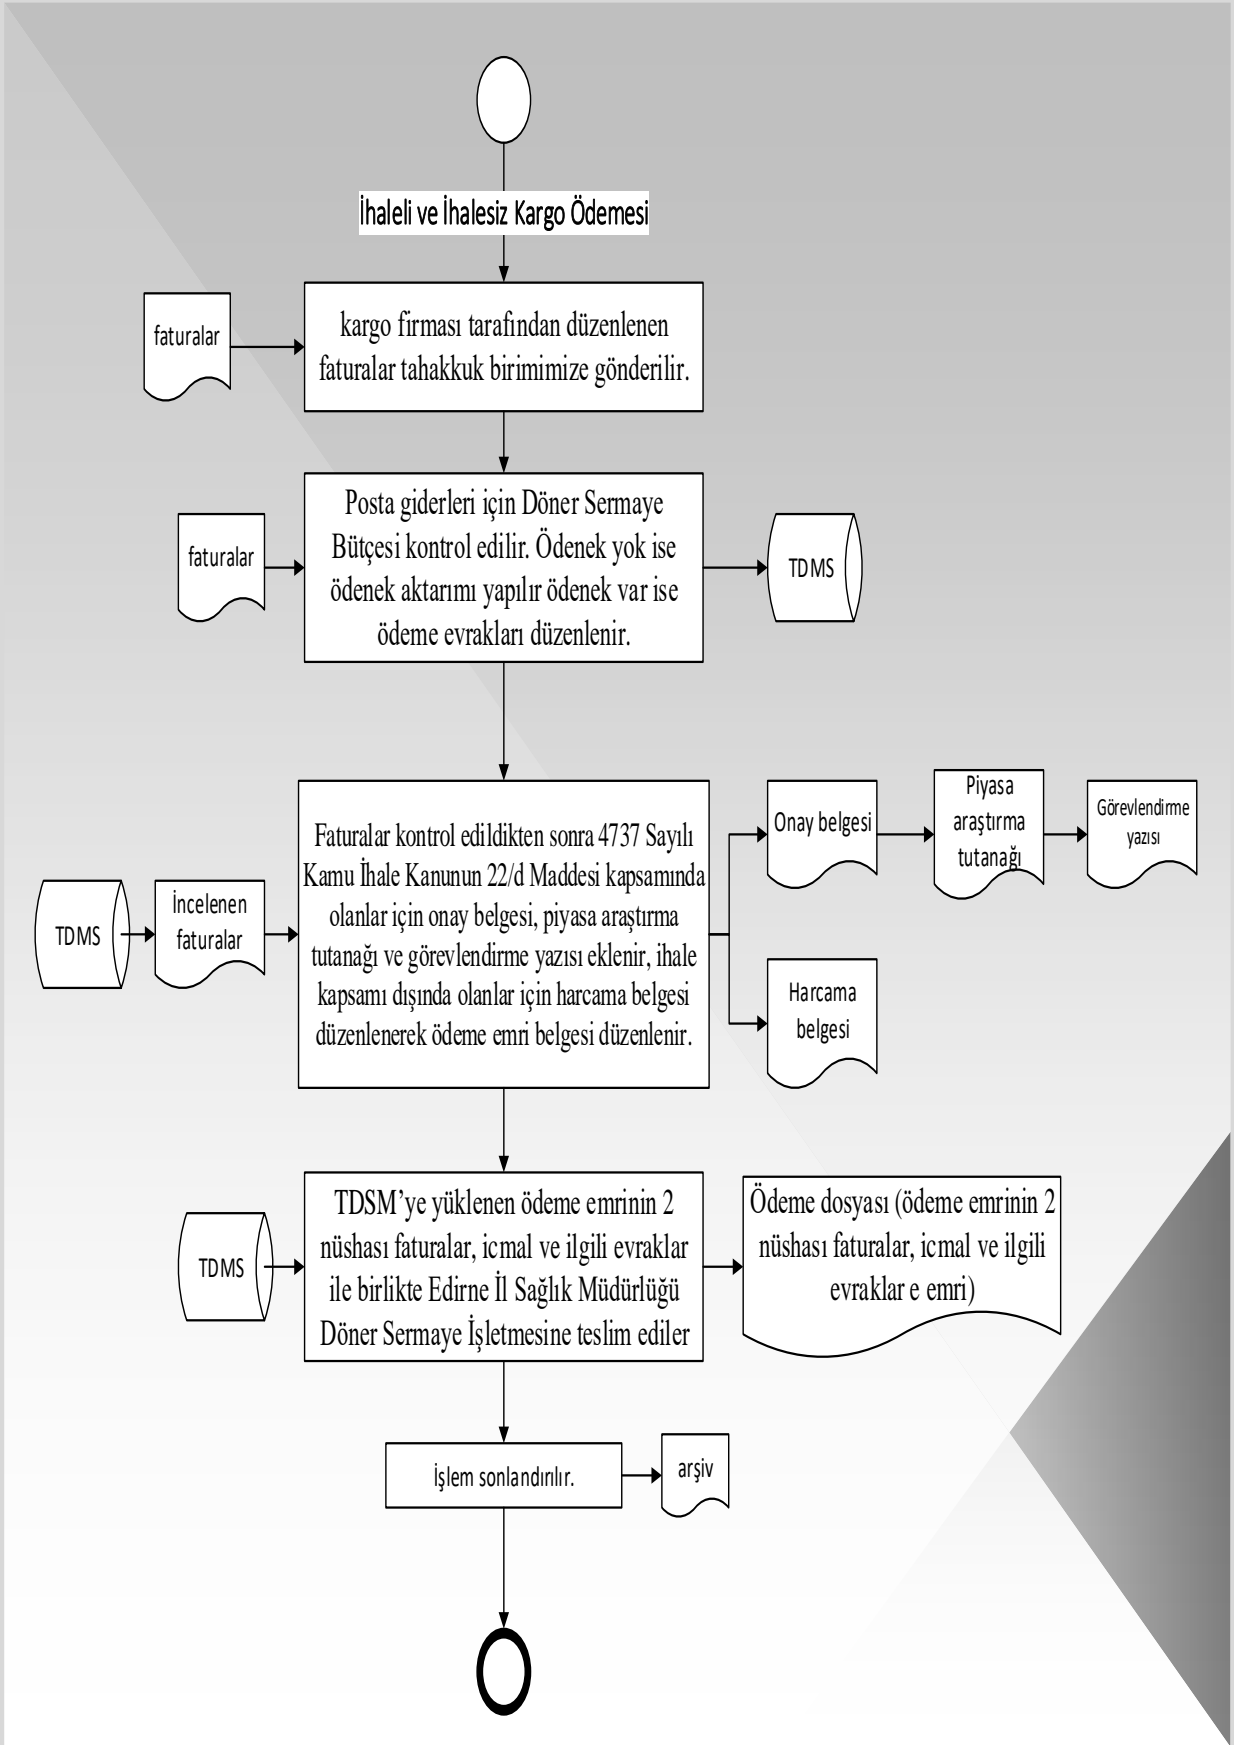 İhaleli ve İhalesiz Kargo Ödemesi
faturalar
kargo firması tarafından düzenlenen
faturalar tahakkuk birimimize gönderilir.
faturalar
Posta giderleri için Döner Sermaye
Bütçesi kontrol edilir. Ödenek yok ise
ödenek aktarımı yapılır ödenek var ise
ödeme evrakları düzenlenir.
TDMS
TDMS
İncelenen
faturalar
Faturalar kontrol edildikten sonra 4737 Sayılı
Kamu İhale Kanunun 22/d Maddesi kapsamında
olanlar için onay belgesi, piyasa araştırma
tutanağı ve görevlendirme yazısı eklenir, ihale
kapsamı dışında olanlar için harcama belgesi
düzenlenerek ödeme emri belgesi düzenlenir.
Onay belgesi
Piyasa
araştırma
tutanağı
Görevlendirme
yazısı
Harcama
belgesi
TDMS
TDSM’ye yüklenen ödeme emrinin 2
nüshası faturalar, icmal ve ilgili evraklar
ile birlikte Edirne İl Sağlık Müdürlüğü
Döner Sermaye İşletmesine teslim ediler
Ödeme dosyası (ödeme emrinin 2
nüshası faturalar, icmal ve ilgili
evraklar e emri)
İşlem sonlandırılır.
arşiv